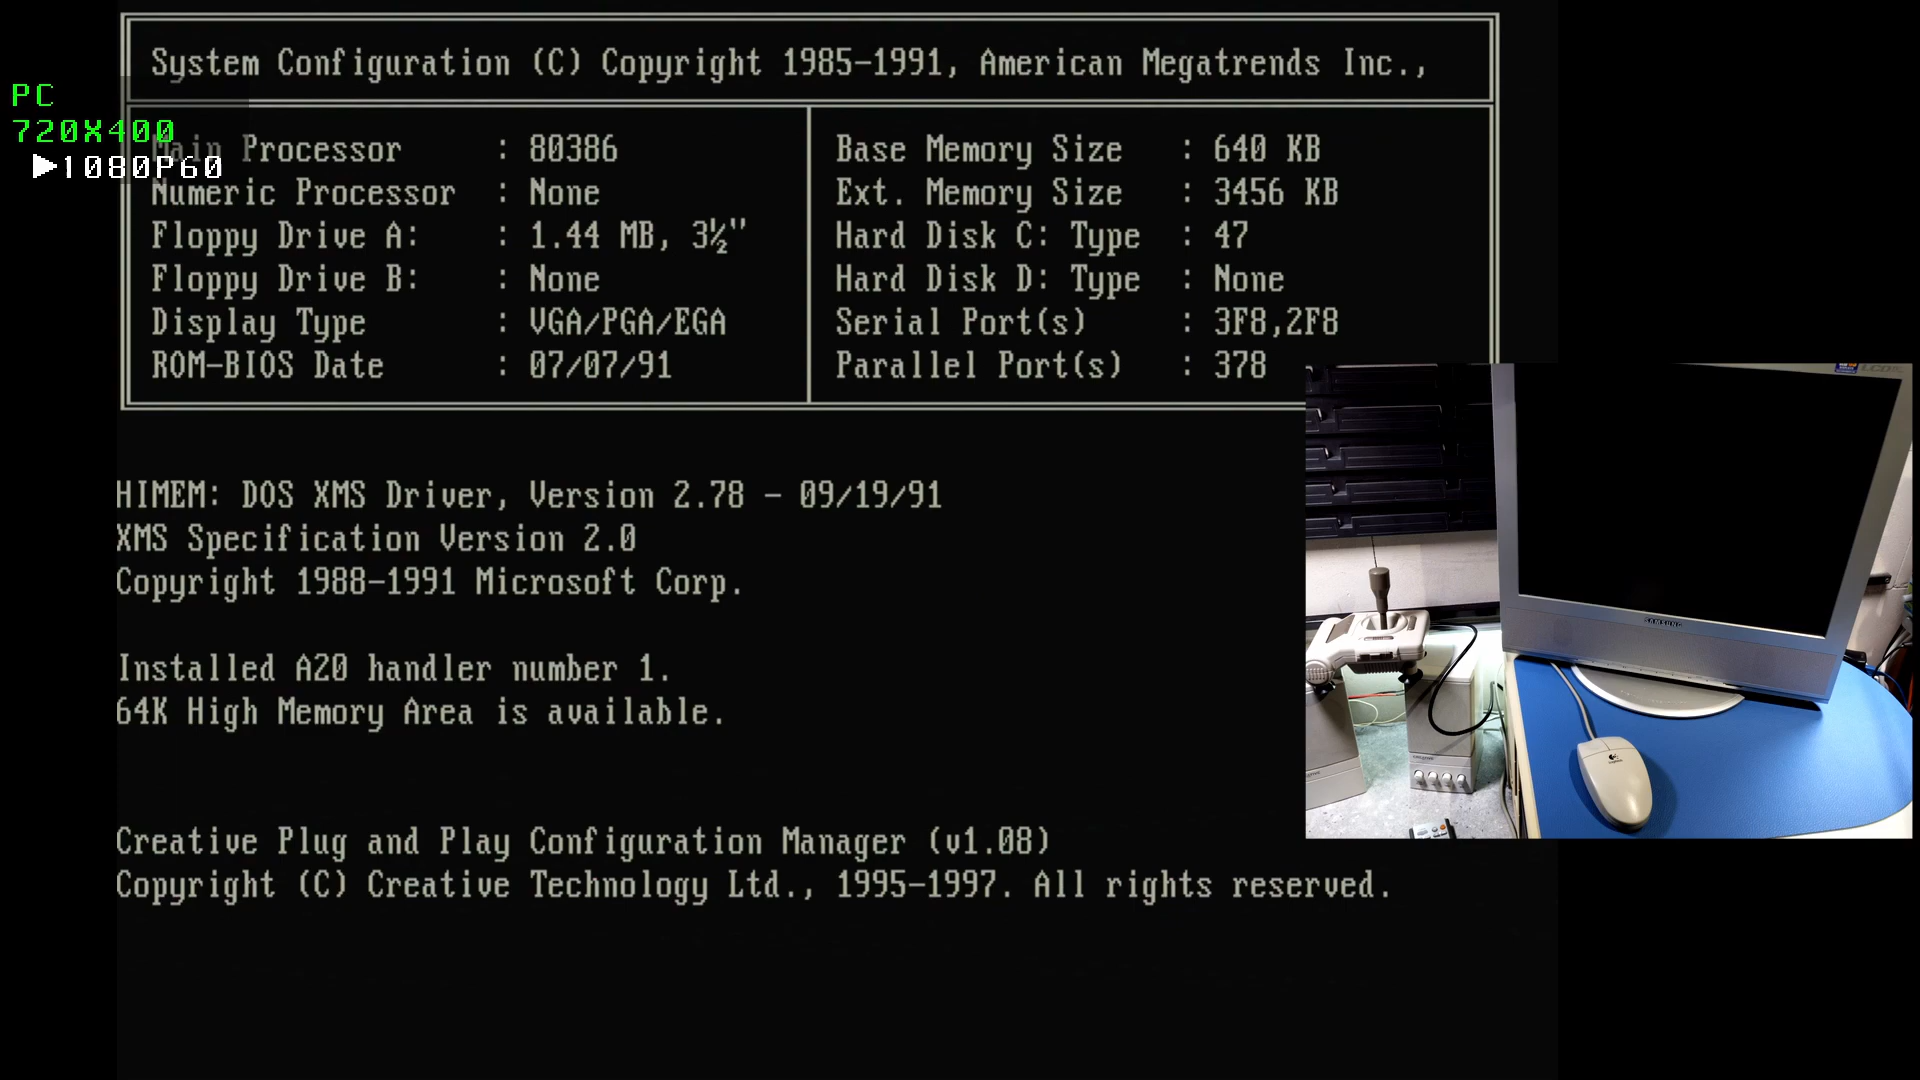 System Configuration (C) Copyright 1985-1991, American Megatrends Inc.,
PC
720X400
▶1080P60
Main Processor : 80386
Numeric Processor : None
Floppy Drive A: : 1.44 MB, 3½"
Floppy Drive B: : None
Display Type : VGA/PGA/EGA
ROM-BIOS Date : 07/07/91
Base Memory Size : 640 KB
Ext. Memory Size : 3456 KB
Hard Disk C: Type : 47
Hard Disk D: Type : None
Serial Port(s) : 3F8,2F8
Parallel Port(s) : 378
HIMEM: DOS XMS Driver, Version 2.78 - 09/19/91
XMS Specification Version 2.0
Copyright 1988-1991 Microsoft Corp.
Installed A20 handler number 1.
64K High Memory Area is available.
Creative Plug and Play Configuration Manager (v1.08)
Copyright (C) Creative Technology Ltd., 1995-1997. All rights reserved.
SAMSUNG